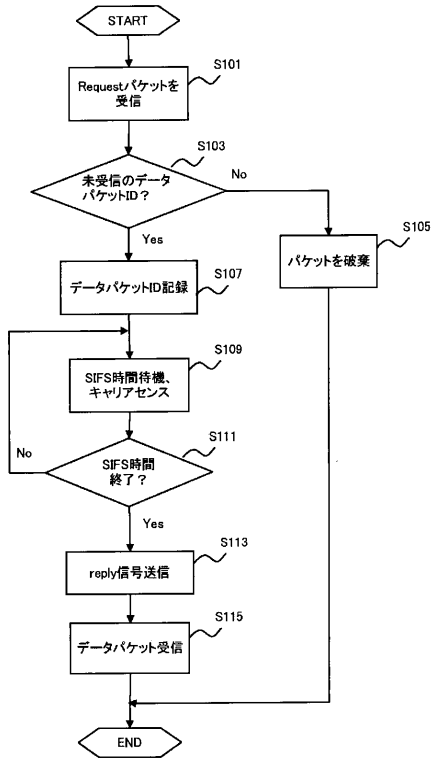 START
S101
Requestパケットを
受信
S103
未受信のデータ
パケットID？
No
Yes
S105
パケットを破棄
S107
データパケットID記録
S109
SIFS時間待機、
キャリアセンス
S111
SIFS時間
終了？
No
Yes
S113
reply信号送信
S115
データパケット受信
END